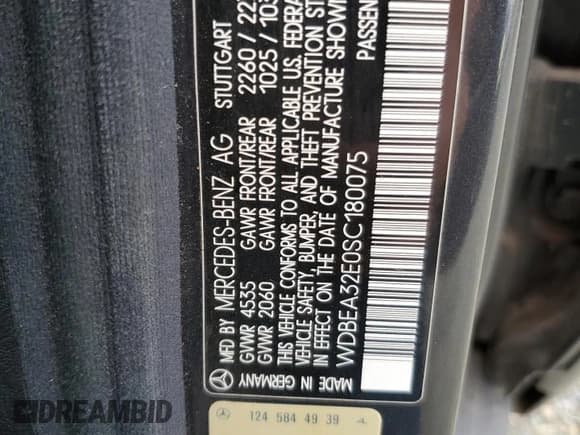 MFD BY MERCEDES-BENZ AG STUTTGART
GVWR 4535 GAWR FRONT/REAR 2260 / 22
GVWR 2060 GAWR FRONT/REAR 1025 / 103
THIS VEHICLE CONFORMS TO ALL APPLICABLE U.S. FEDERA
VEHICLE SAFETY, BUMPER, AND THEFT PREVENTION ST
IN EFFECT ON THE DATE OF MANUFACTURE SHOWN
WDBEA32E0SC180075 PASSEN
MADE IN GERMANY
124 584 49 39
DREAMBID